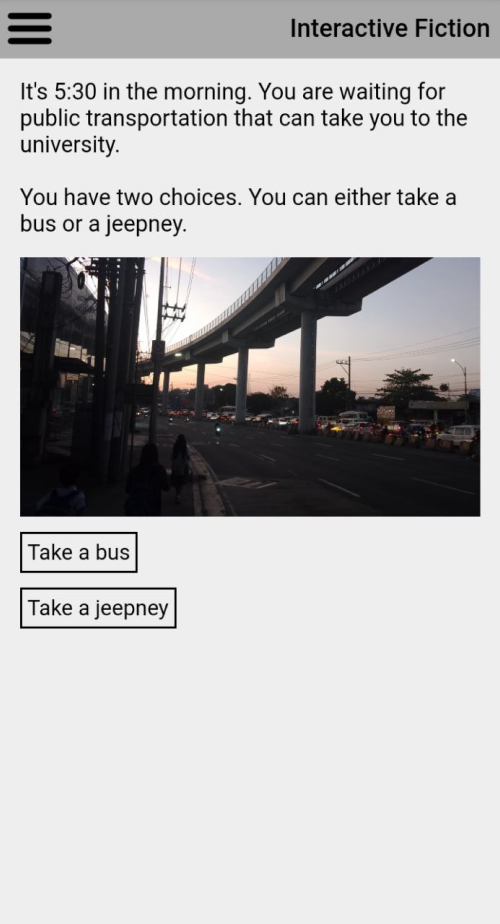 Interactive Fiction
It's 5:30 in the morning. You are waiting for
public transportation that can take you to the
university.
You have two choices. You can either take a
bus or a jeepney.
Take a bus
Take a jeepney